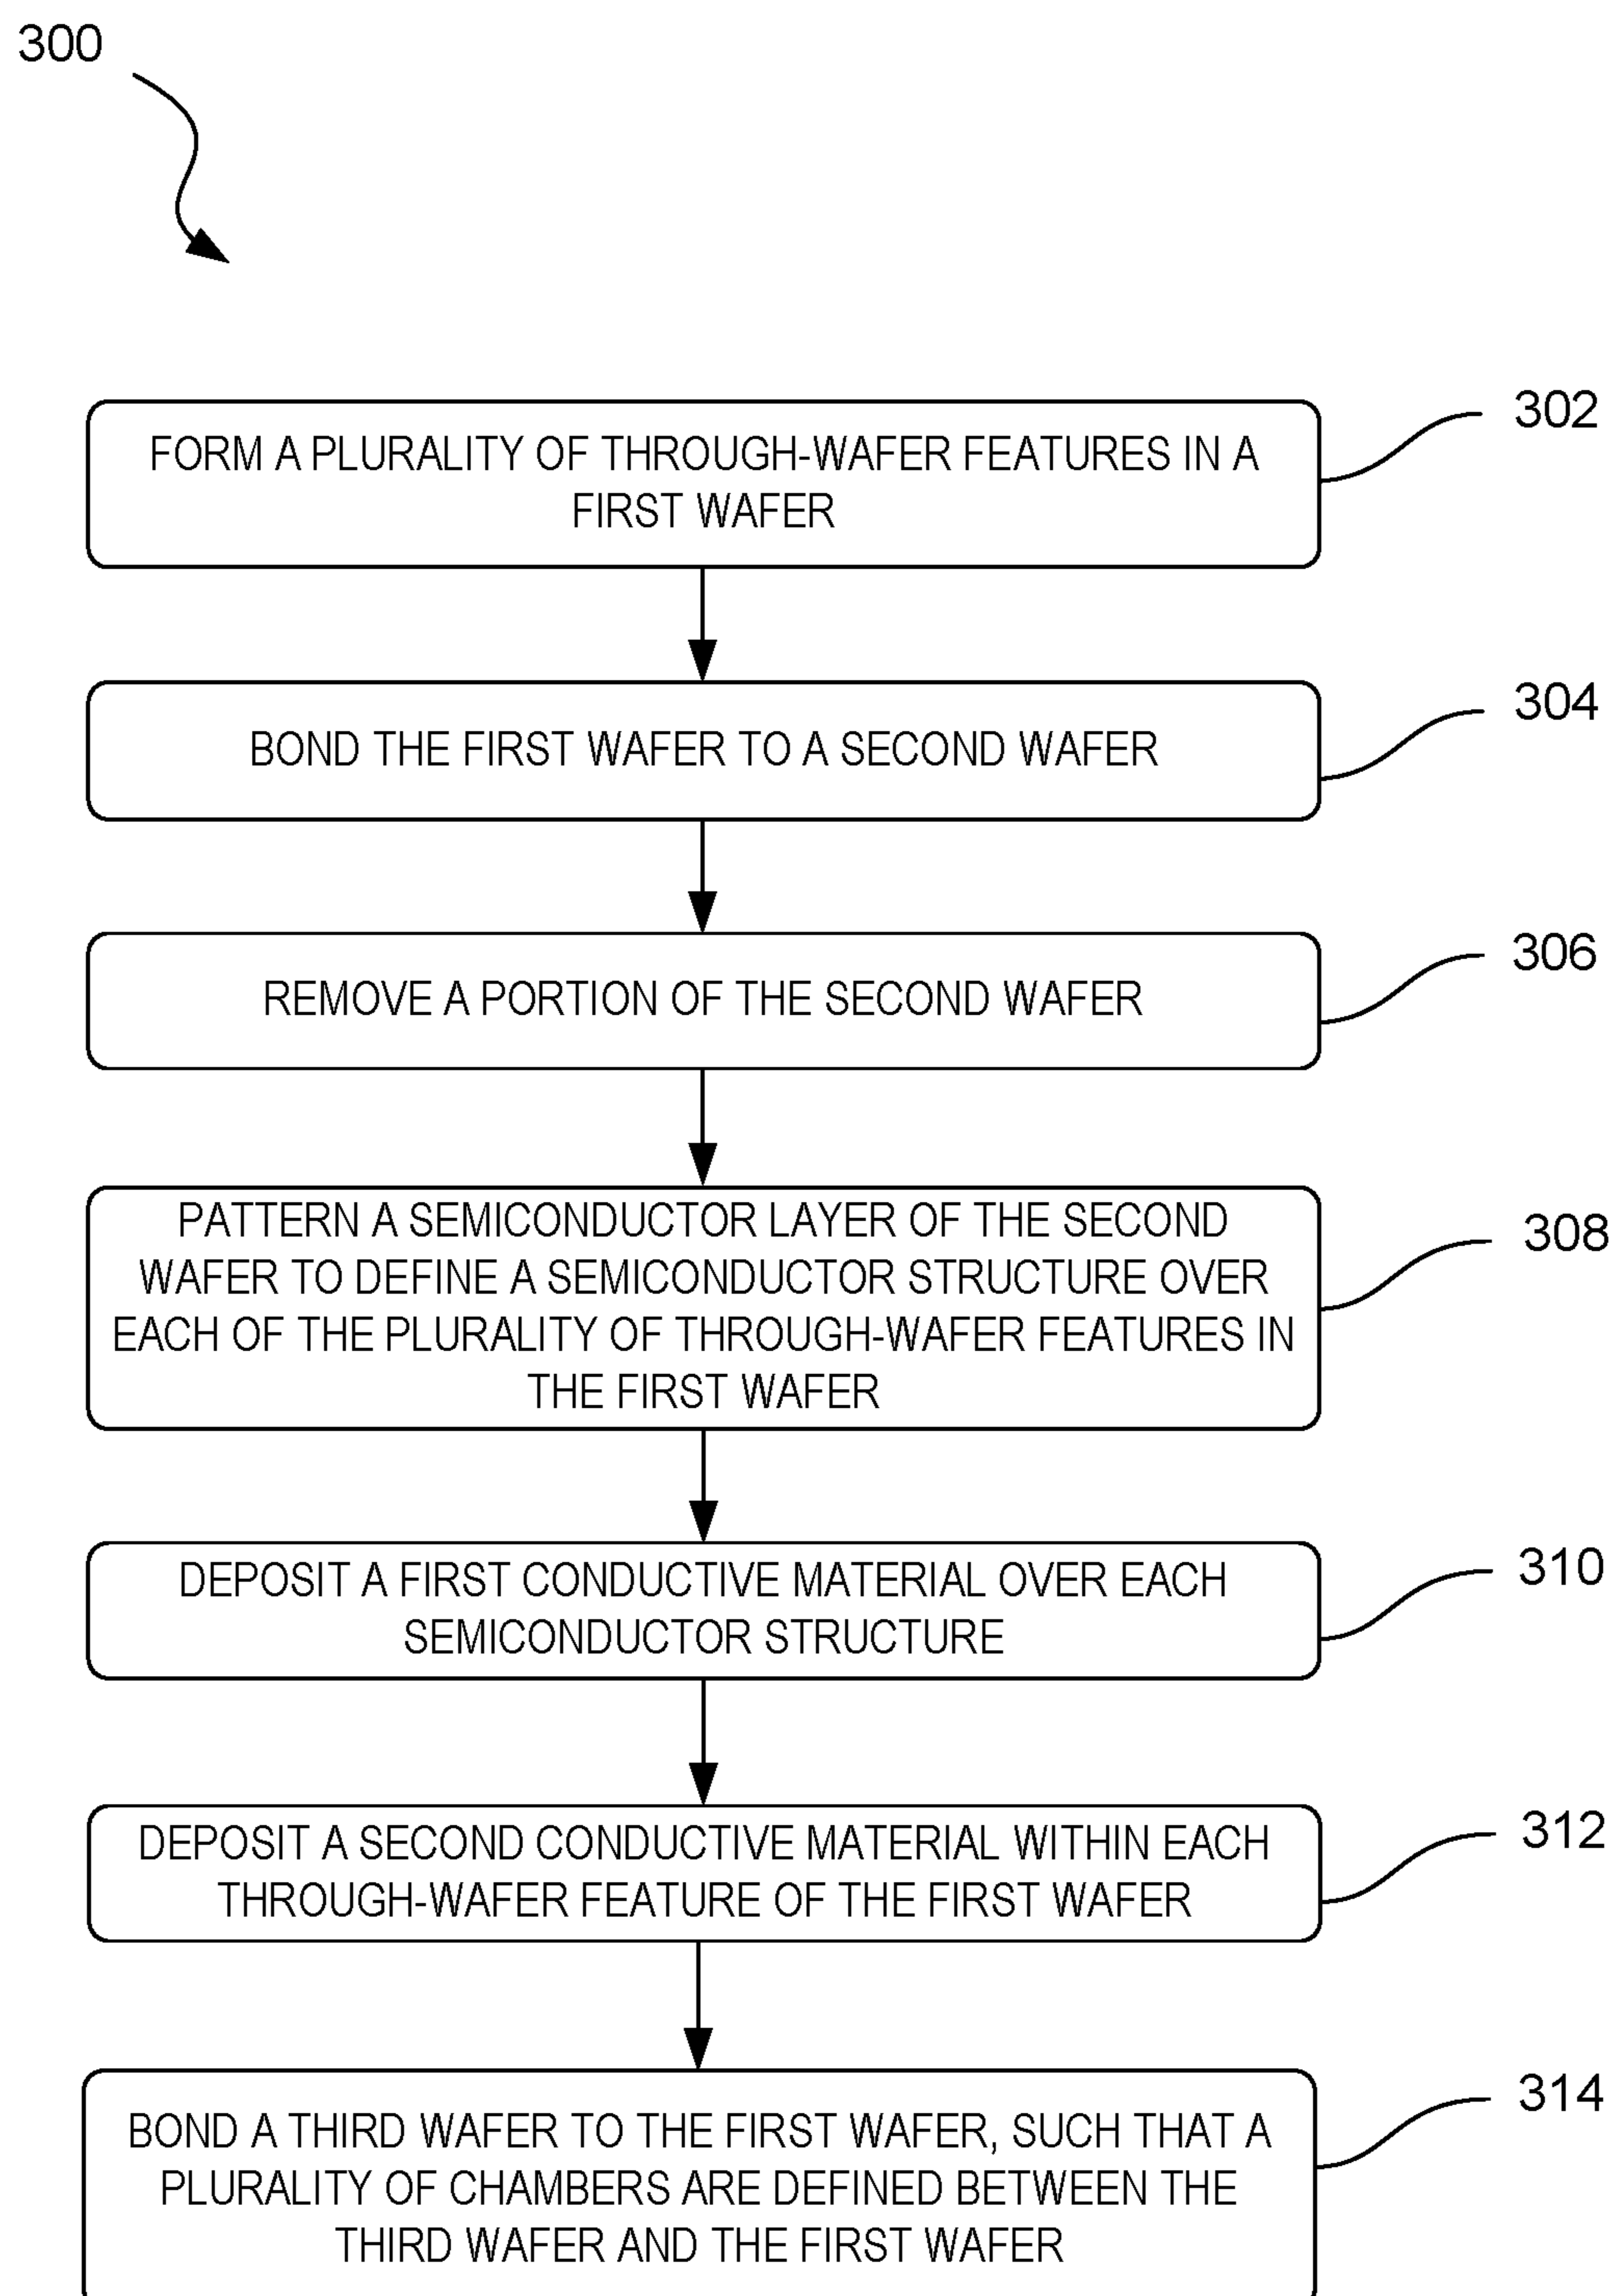 300
FORM A PLURALITY OF THROUGH-WAFER FEATURES IN A
FIRST WAFER
302
BOND THE FIRST WAFER TO A SECOND WAFER
304
REMOVE A PORTION OF THE SECOND WAFER
306
PATTERN A SEMICONDUCTOR LAYER OF THE SECOND
WAFER TO DEFINE A SEMICONDUCTOR STRUCTURE OVER
EACH OF THE PLURALITY OF THROUGH-WAFER FEATURES IN
THE FIRST WAFER
308
DEPOSIT A FIRST CONDUCTIVE MATERIAL OVER EACH
SEMICONDUCTOR STRUCTURE
310
DEPOSIT A SECOND CONDUCTIVE MATERIAL WITHIN EACH
THROUGH-WAFER FEATURE OF THE FIRST WAFER
312
BOND A THIRD WAFER TO THE FIRST WAFER, SUCH THAT A
PLURALITY OF CHAMBERS ARE DEFINED BETWEEN THE
THIRD WAFER AND THE FIRST WAFER
314